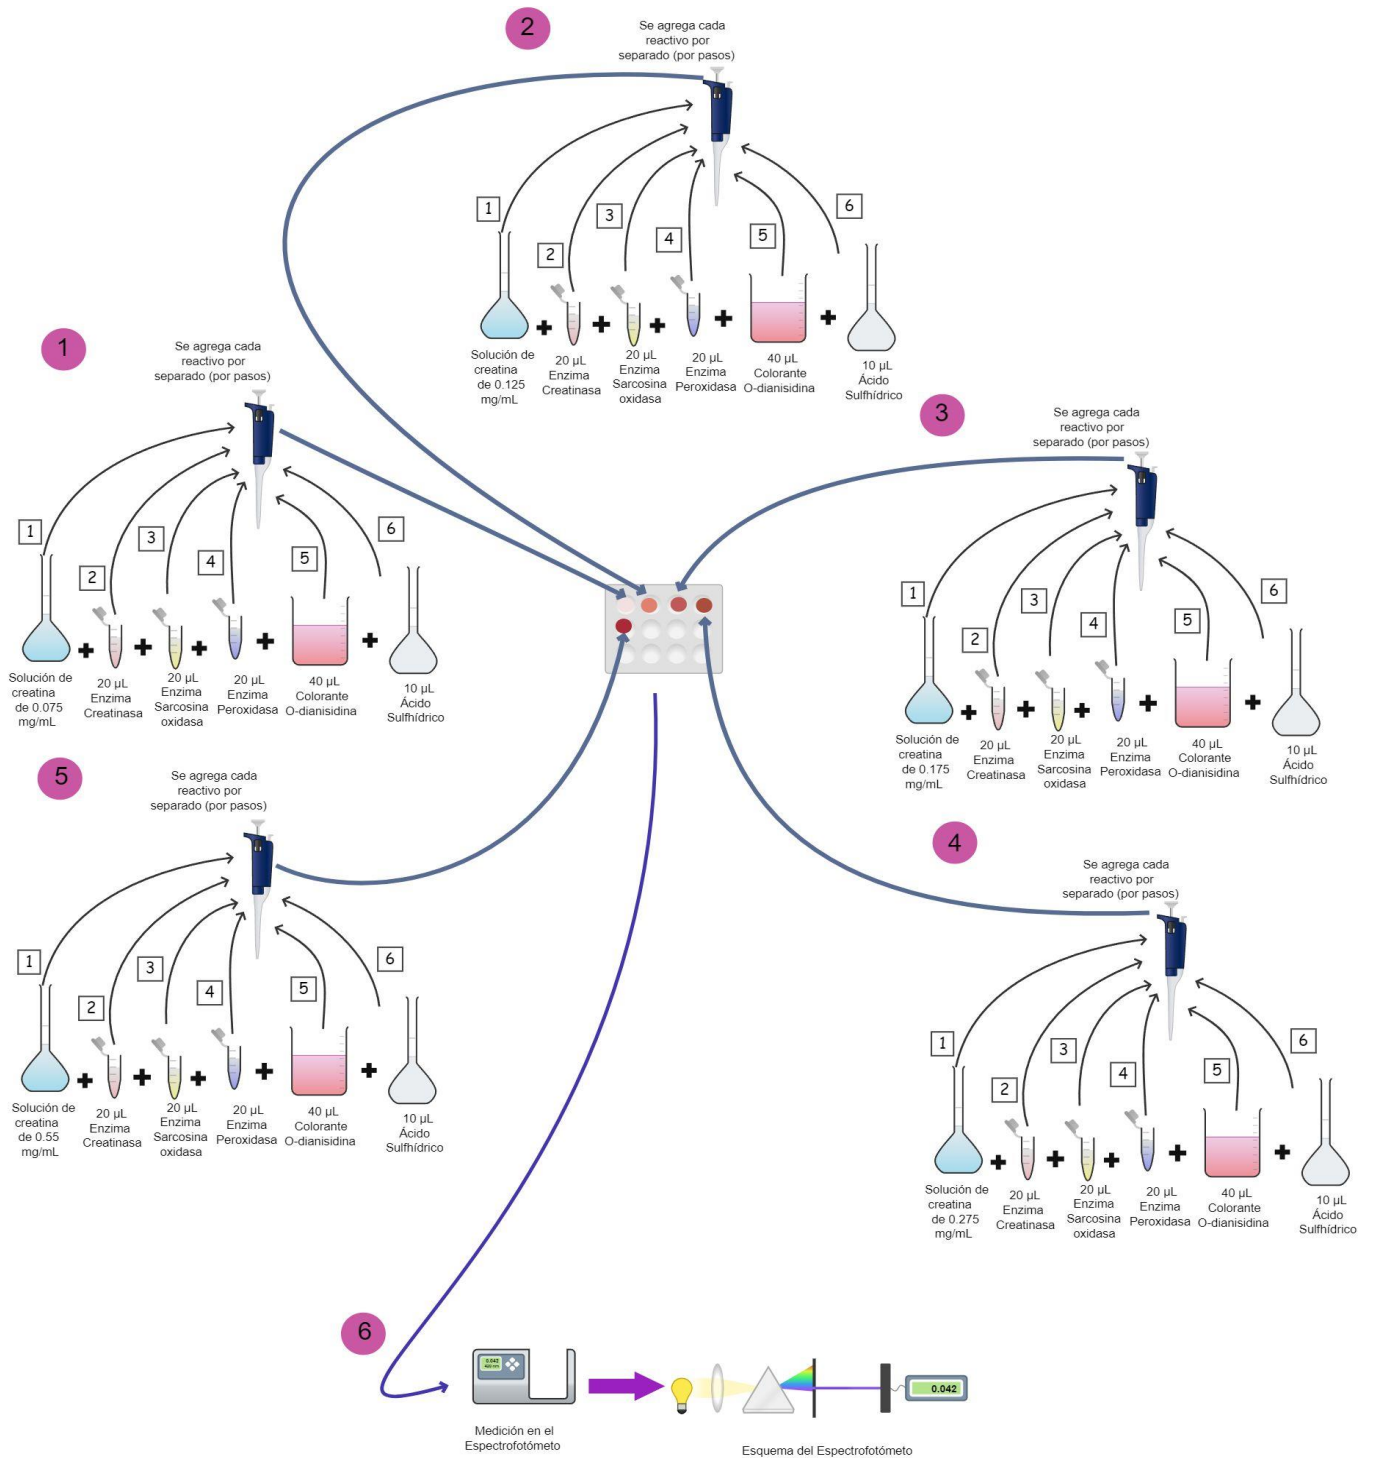 2
Se agrega cada
reactivo por
separado (por pasos)
1
2
3
4
5
6
Solución de
creatina
de 0.125
mg/mL
20 µL
Enzima
Creatinasa
20 µL
Enzima
Sarcosina
oxidasa
20 µL
Enzima
Peroxidasa
40 µL
Colorante
O-dianisidina
10 µL
Ácido
Sulfhídrico
1
Se agrega cada
reactivo por
separado (por pasos)
1
2
3
4
5
6
Solución de
creatina
de 0.075
mg/mL
20 µL
Enzima
Creatinasa
20 µL
Enzima
Sarcosina
oxidasa
20 µL
Enzima
Peroxidasa
40 µL
Colorante
O-dianisidina
10 µL
Ácido
Sulfhídrico
3
Se agrega cada
reactivo por
separado (por pasos)
1
2
3
4
5
6
Solución de
creatina
de 0.175
mg/mL
20 µL
Enzima
Creatinasa
20 µL
Enzima
Sarcosina
oxidasa
20 µL
Enzima
Peroxidasa
40 µL
Colorante
O-dianisidina
10 µL
Ácido
Sulfhídrico
5
Se agrega cada
reactivo por
separado (por pasos)
1
2
3
4
5
6
Solución de
creatina
de 0.55
mg/mL
20 µL
Enzima
Creatinasa
20 µL
Enzima
Sarcosina
oxidasa
20 µL
Enzima
Peroxidasa
40 µL
Colorante
O-dianisidina
10 µL
Ácido
Sulfhídrico
4
Se agrega cada
reactivo por
separado (por pasos)
1
2
3
4
5
6
Solución de
creatina
de 0.275
mg/mL
20 µL
Enzima
Creatinasa
20 µL
Enzima
Sarcosina
oxidasa
20 µL
Enzima
Peroxidasa
40 µL
Colorante
O-dianisidina
10 µL
Ácido
Sulfhídrico
6
0.042
420 nm
Medición en el
Espectrofotómeto
0.042
Esquema del Espectrofotómeto